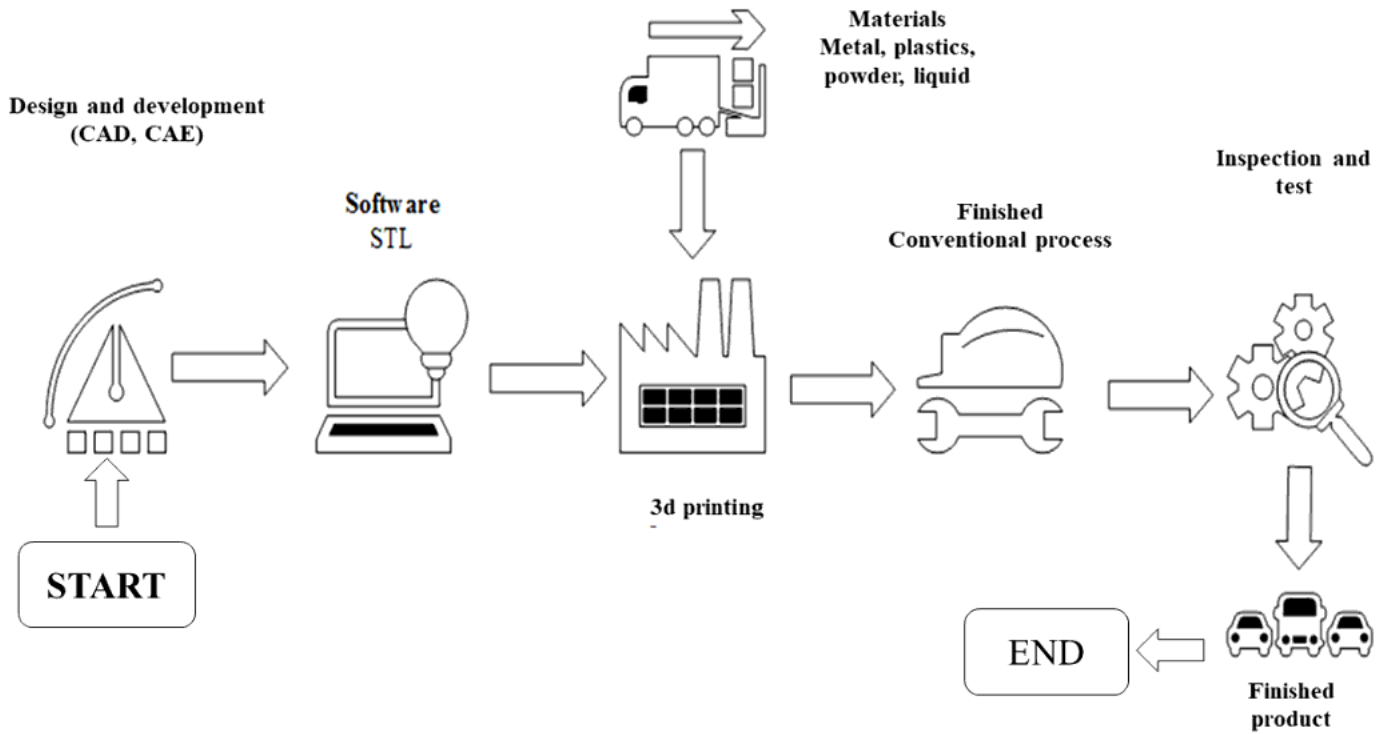 Materials
Metal, plastics,
powder, liquid
Design and development
(CAD, CAE)
Inspection and
test
Software
STL
Finished
Conventional process
3d printing
START
END
Finished
product